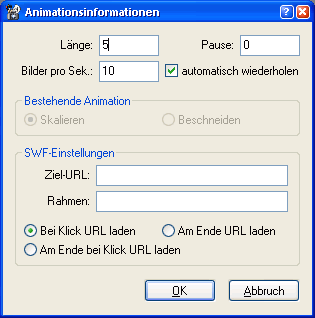 Animationsinformationen
Länge: 5 Pause: 0
Bilder pro Sek.: 10 automatisch wiederholen
Bestehende Animation
Skalieren Beschneiden
SWF-Einstellungen
Ziel-URL:
Rahmen:
Bei Klick URL laden Am Ende URL laden
Am Ende bei Klick URL laden
OK Abbruch